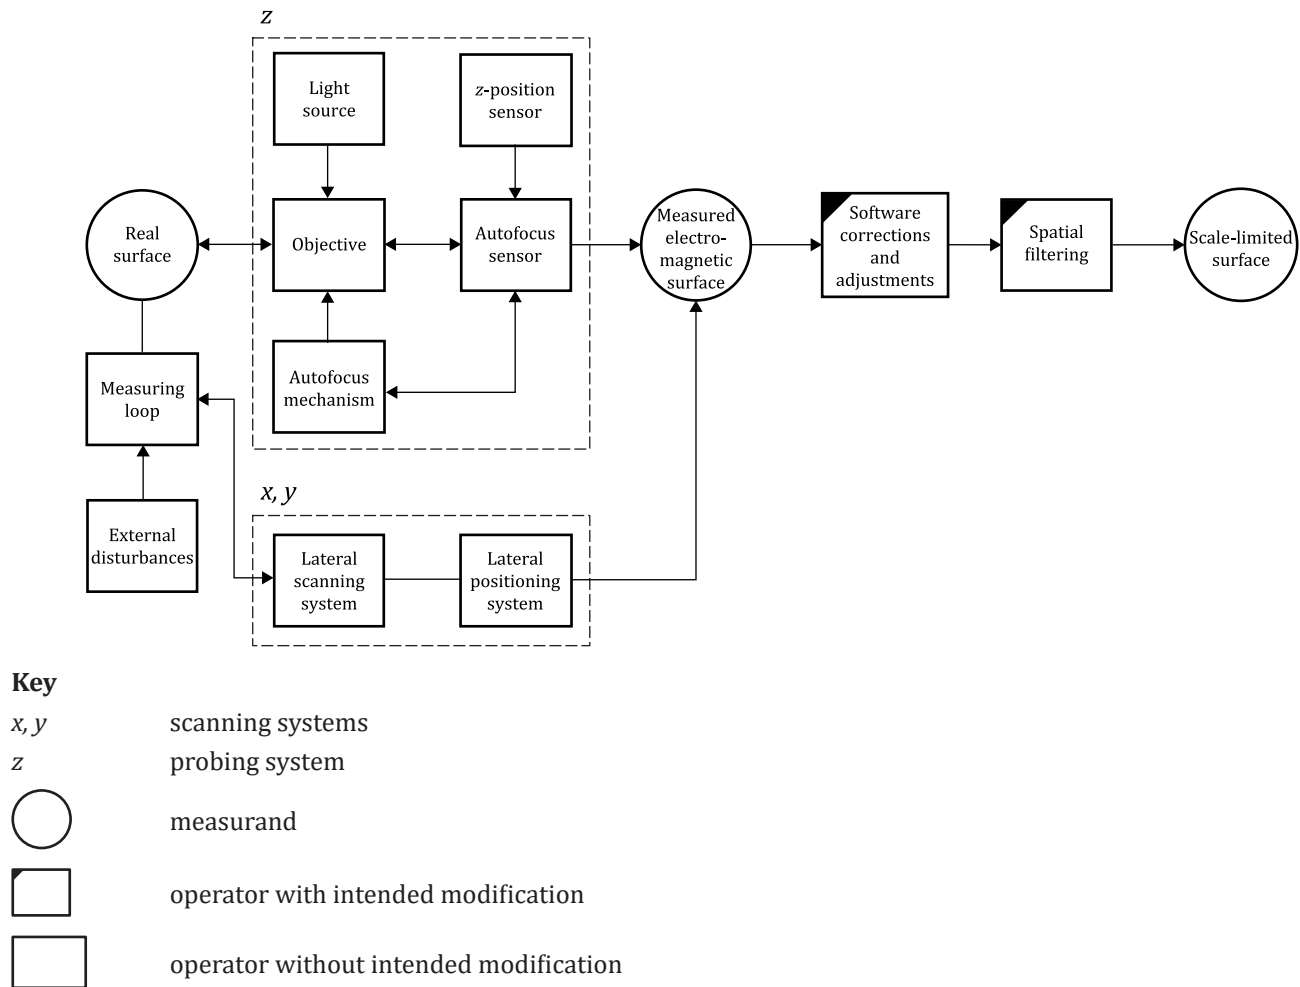 z
Light
source
z-position
sensor
Real
surface
Objective
Autofocus
sensor
Measured
electro-
magnetic
surface
Software
corrections
and
adjustments
Spatial
filtering
Scale-limited
surface
Measuring
loop
Autofocus
mechanism
External
disturbances
x, y
Lateral
scanning
system
Lateral
positioning
system
Key
x, y scanning systems
z probing system
measurand
operator with intended modification
operator without intended modification